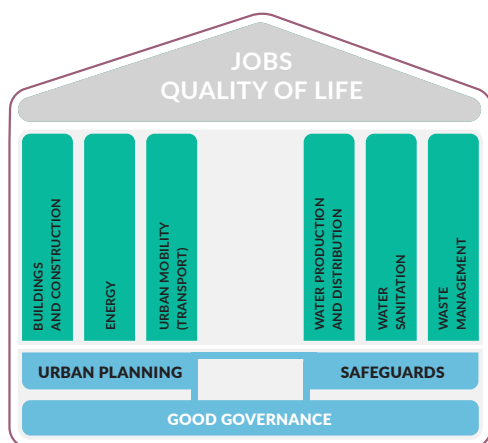 JOBS
QUALITY OF LIFE
BUILDINGS
AND CONSTRUCTION
ENERGY
URBAN MOBILITY
(TRANSPORT)
WATER PRODUCTION
AND DISTRIBUTION
WATER
SANITATION
WASTE
MANAGEMENT
URBAN PLANNING
SAFEGUARDS
GOOD GOVERNANCE